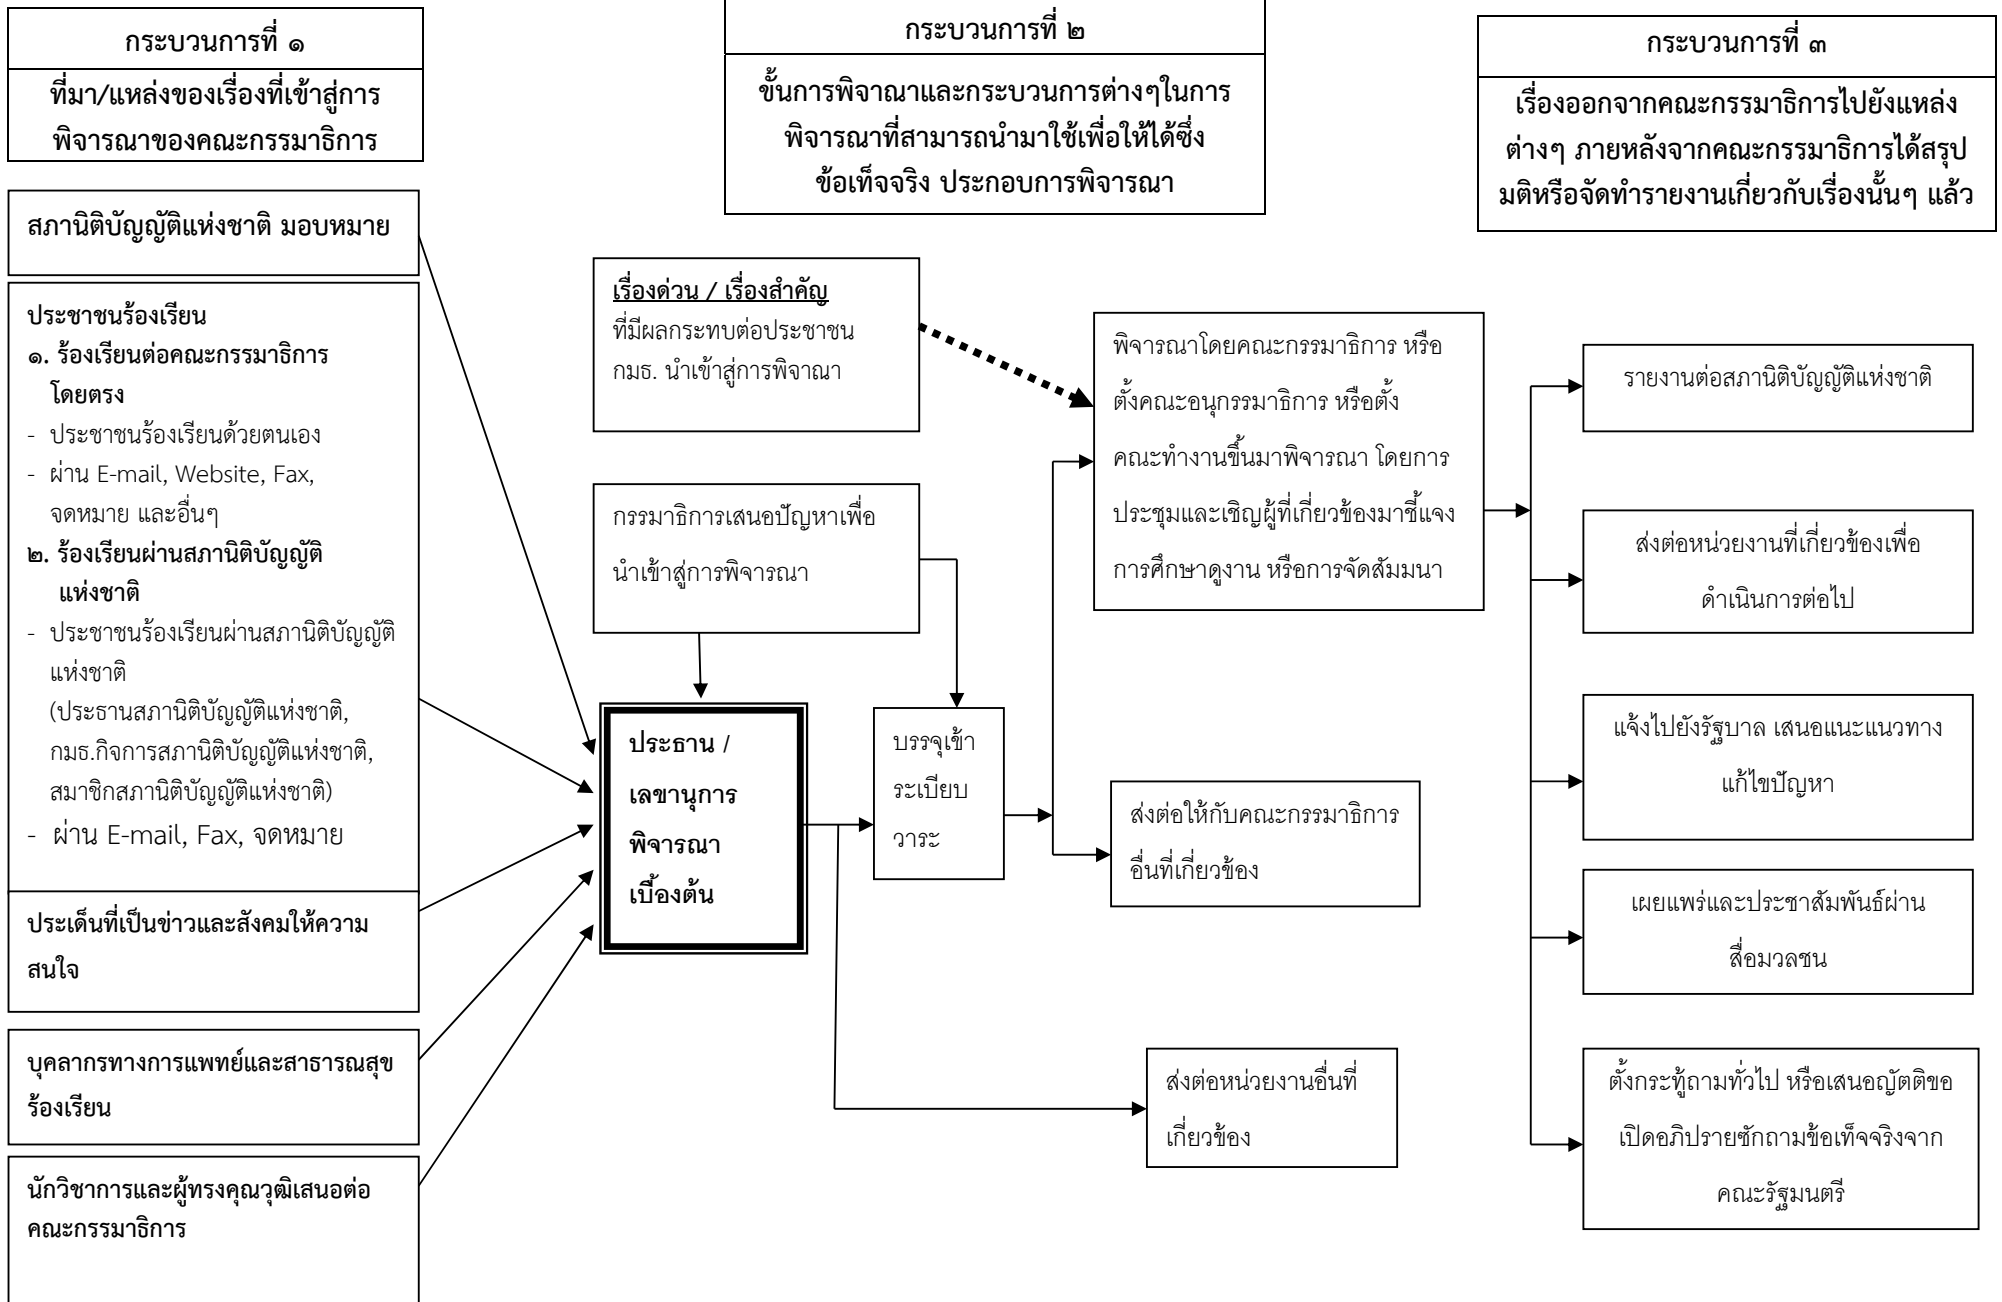 กระบวนการที่ ๑
ที่มา/แหล่งของเรื่องที่เข้าสู่การ
พิจารณาของคณะกรรมาธิการ
สภานิติบัญญัติแห่งชาติ มอบหมาย
ประชาชนร้องเรียน
๑. ร้องเรียนต่อคณะกรรมาธิการ
โดยตรง
- ประชาชนร้องเรียนด้วยตนเอง
- ผ่าน E-mail, Website, Fax,
จดหมาย และอื่นๆ
๒. ร้องเรียนผ่านสภานิติบัญญัติ
แห่งชาติ
- ประชาชนร้องเรียนผ่านสภานิติบัญญัติ
แห่งชาติ
(ประธานสภานิติบัญญัติแห่งชาติ,
กมธ.กิจการสภานิติบัญญัติแห่งชาติ,
สมาชิกสภานิติบัญญัติแห่งชาติ)
- ผ่าน E-mail, Fax, จดหมาย
ประเด็นที่เป็นข่าวและสังคมให้ความ
สนใจ
บุคลากรทางการแพทย์และสาธารณสุข
ร้องเรียน
นักวิชาการและผู้ทรงคุณวุฒิเสนอต่อ
คณะกรรมาธิการ
กระบวนการที่ ๒
ขั้นการพิจาณาและกระบวนการต่างๆในการ
พิจารณาที่สามารถนำมาใช้เพื่อให้ได้ซึ่ง
ข้อเท็จจริง ประกอบการพิจารณา
เรื่องด่วน / เรื่องสำคัญ
ที่มีผลกระทบต่อประชาชน
กมธ. นำเข้าสู่การพิจาณา
กรรมาธิการเสนอปัญหาเพื่อ
นำเข้าสู่การพิจารณา
ประธาน /
เลขานุการ
พิจารณา
เบื้องต้น
บรรจุเข้า
ระเบียบ
วาระ
พิจารณาโดยคณะกรรมาธิการ หรือ
ตั้งคณะอนุกรรมาธิการ หรือตั้ง
คณะทำงานขึ้นมาพิจารณา โดยการ
ประชุมและเชิญผู้ที่เกี่ยวข้องมาชี้แจง
การศึกษาดูงาน หรือการจัดสัมมนา
ส่งต่อให้กับคณะกรรมาธิการ
อื่นที่เกี่ยวข้อง
ส่งต่อหน่วยงานอื่นที่
เกี่ยวข้อง
กระบวนการที่ ๓
เรื่องออกจากคณะกรรมาธิการไปยังแหล่ง
ต่างๆ ภายหลังจากคณะกรรมาธิการได้สรุป
มติหรือจัดทำรายงานเกี่ยวกับเรื่องนั้นๆ แล้ว
รายงานต่อสภานิติบัญญัติแห่งชาติ
ส่งต่อหน่วยงานที่เกี่ยวข้องเพื่อ
ดำเนินการต่อไป
แจ้งไปยังรัฐบาล เสนอแนะแนวทาง
แก้ไขปัญหา
เผยแพร่และประชาสัมพันธ์ผ่าน
สื่อมวลชน
ตั้งกระทู้ถามทั่วไป หรือเสนอญัตติขอ
เปิดอภิปรายซักถามข้อเท็จจริงจาก
คณะรัฐมนตรี